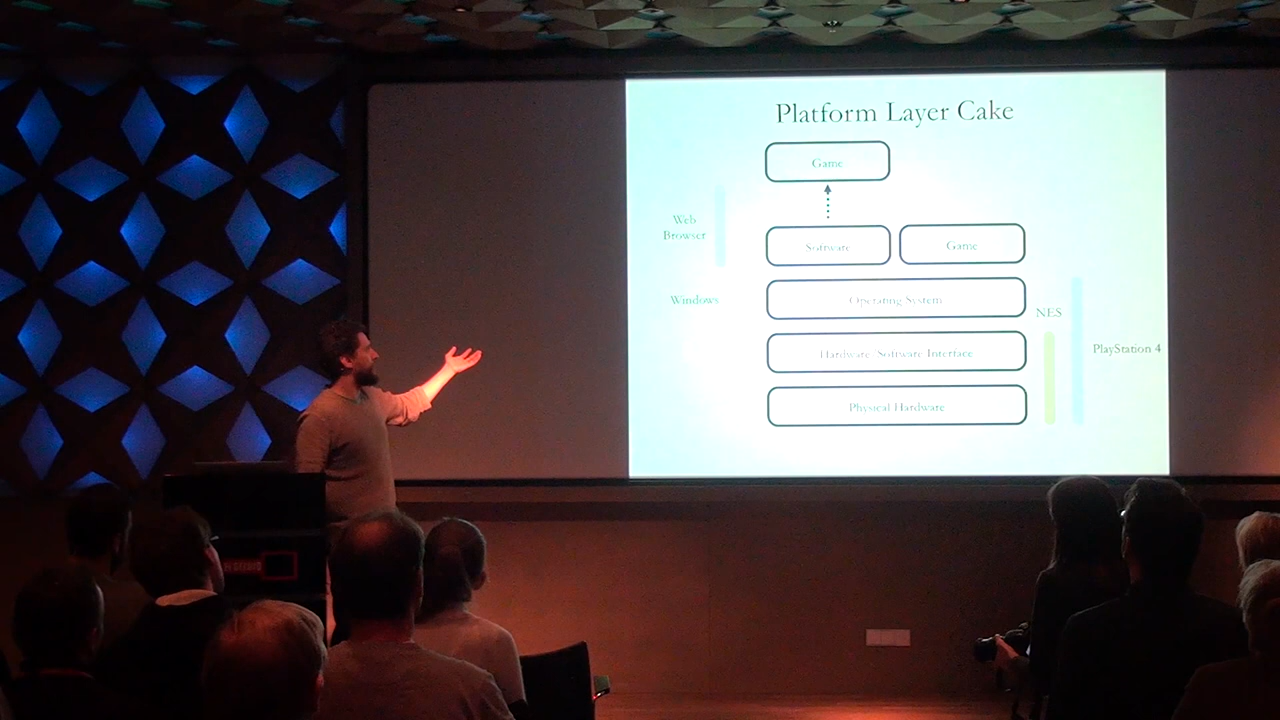 Platform Layer Cake
Game
Web
Browser
Software
Game
Windows
Operating System
NES
Hardware/Software Interface
PlayStation 4
Physical Hardware